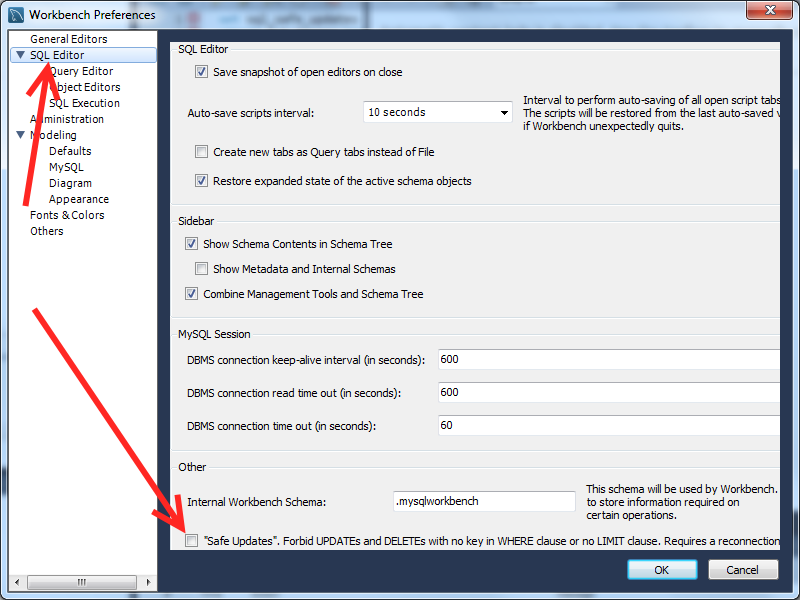 Workbench Preferences
General Editors
SQL Editor
Query Editor
Object Editors
SQL Execution
Administration
Modeling
Defaults
MySQL
Diagram
Appearance
Fonts & Colors
Others
SQL Editor
Save snapshot of open editors on close
Auto-save scripts interval:
10 seconds
Interval to perform auto-saving of all open script tabs
The scripts will be restored from the last auto-saved
if Workbench unexpectedly quits.
Create new tabs as Query tabs instead of File
Restore expanded state of the active schema objects
Sidebar
Show Schema Contents in Schema Tree
Show Metadata and Internal Schemas
Combine Management Tools and Schema Tree
MySQL Session
DBMS connection keep-alive interval (in seconds):
600
DBMS connection read time out (in seconds):
600
DBMS connection time out (in seconds):
60
Other
Internal Workbench Schema:
.mysqlworkbench
This schema will be used by Workbench.
to store information required on
certain operations.
"Safe Updates". Forbid UPDATEs and DELETEs with no key in WHERE clause or no LIMIT clause. Requires a reconnection
OK
Cancel